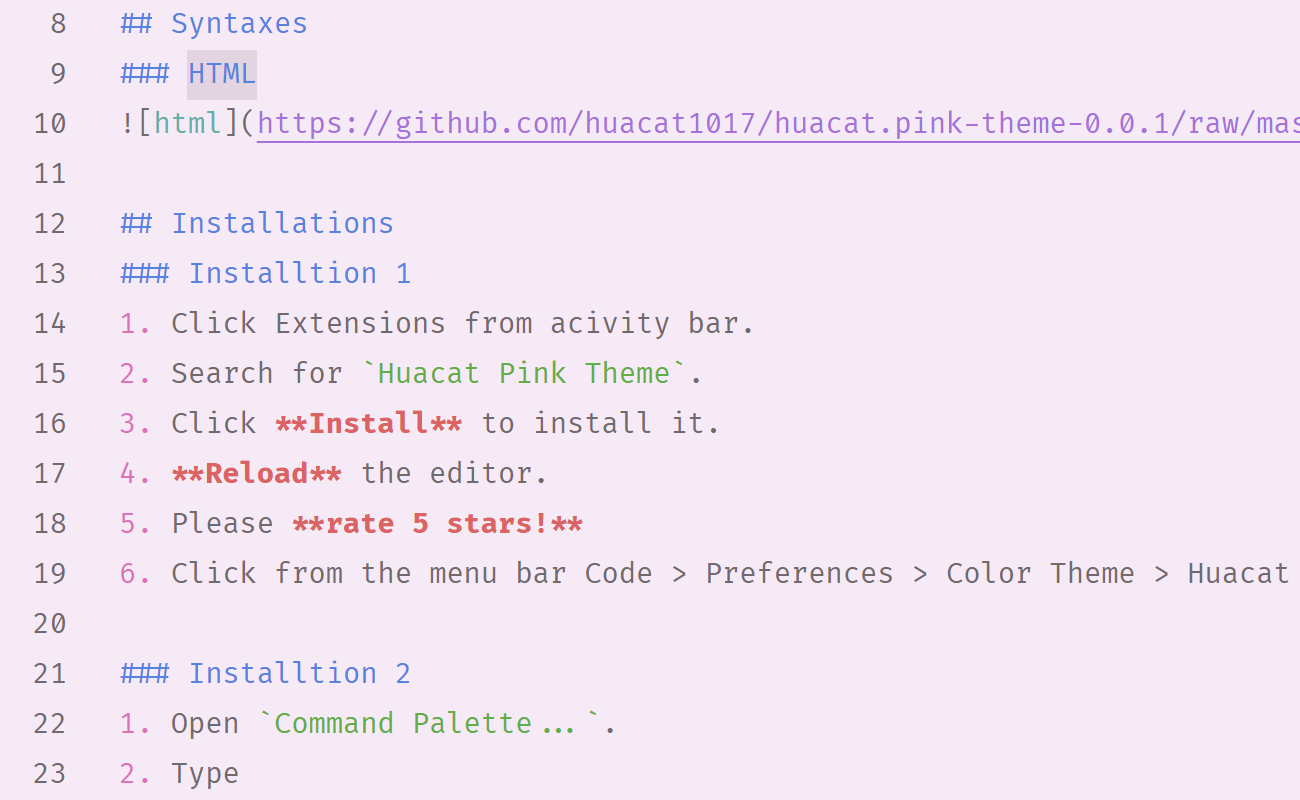 8 ## Syntaxes
9 ### HTML
10 ![html](https://github.com/huacat1017/huacat.pink-theme-0.0.1/raw/mas
11
12 ## Installations
13 ### Installtion 1
14 1. Click Extensions from acivity bar.
15 2. Search for `Huacat Pink Theme`.
16 3. Click **Install** to install it.
17 4. **Reload** the editor.
18 5. Please **rate 5 stars!**
19 6. Click from the menu bar Code > Preferences > Color Theme > Huacat
20
21 ### Installtion 2
22 1. Open `Command Palette...`.
23 2. Type